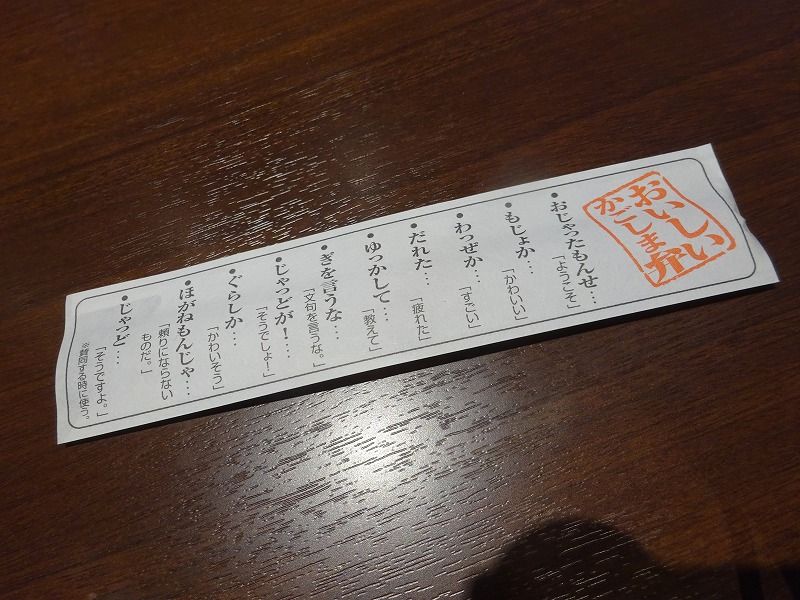 おいしい
かごしま弁
●おじゃったもんせ…「ようこそ」
●もじょか…「かわいい」
●わっぜか…「すごい」
●だれた…「疲れた」
●ゆっかして…「教えて」
●ぎを言うな…「文句を言うな。」
●じゃっどが！…「そうでしょ！」
●ぐらしか…「かわいそう」
●ほがねもんじゃ…「頼りにならない
ものだ。」
●じゃっど…「そうですよ。」
※賛同する時に使う。